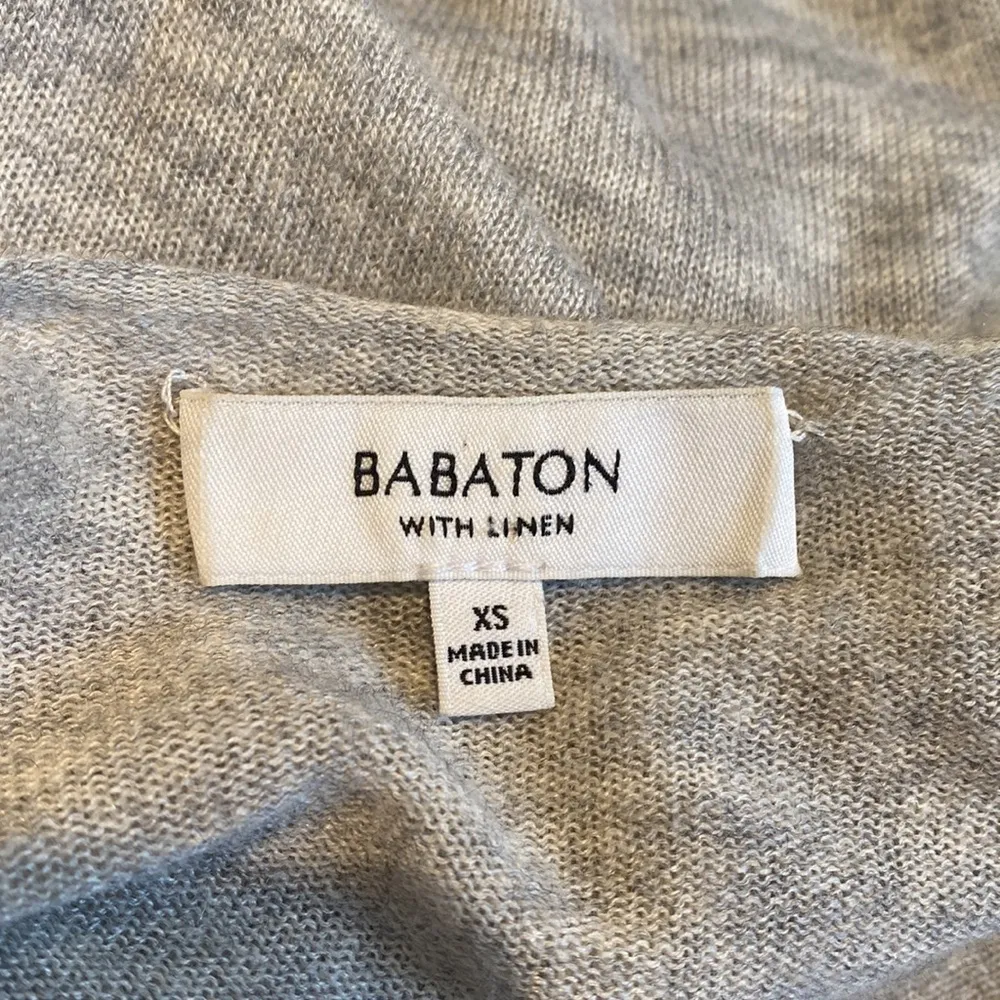 BABATON
WITH LINEN
XS
MADE IN
CHINA